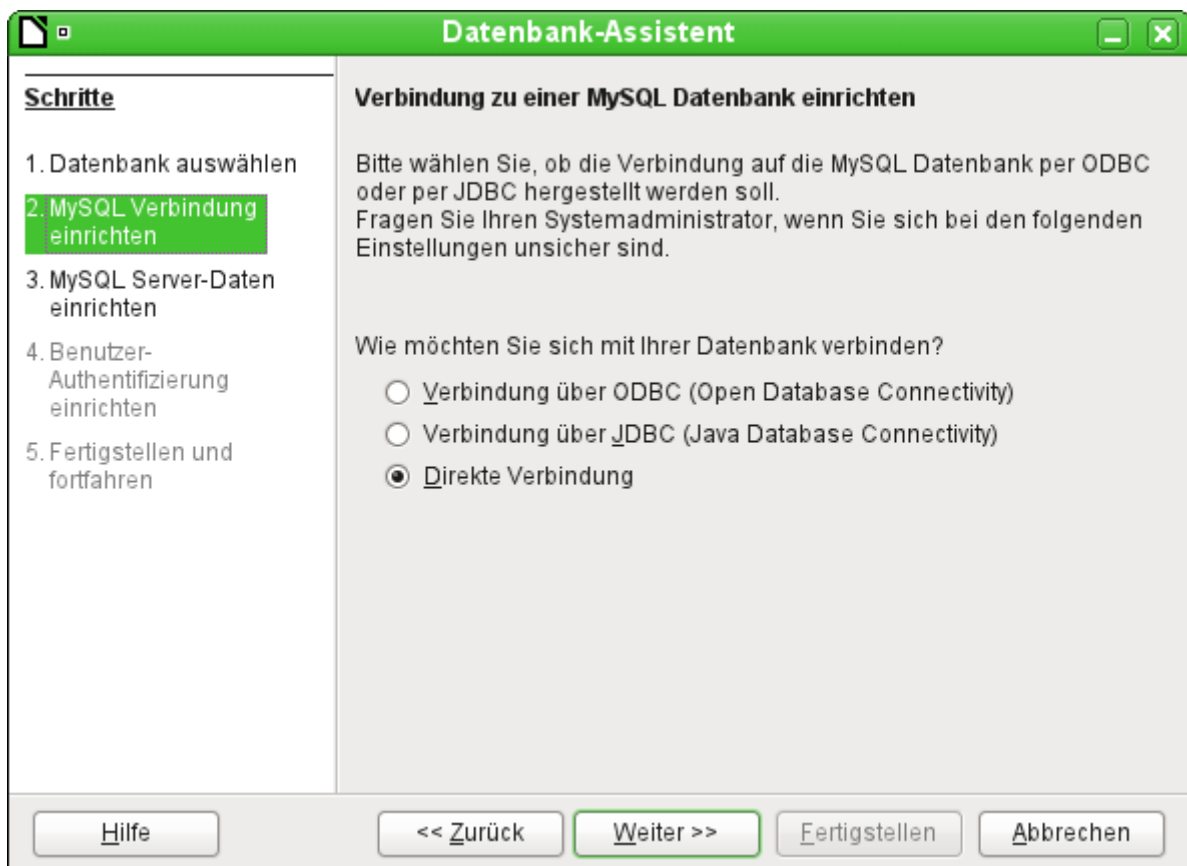 Datenbank-Assistent
Schritte
1. Datenbank auswählen
2. MySQL Verbindung
einrichten
3. MySQL Server-Daten
einrichten
4. Benutzer-
Authentifizierung
einrichten
5. Fertigstellen und
fortfahren
Verbindung zu einer MySQL Datenbank einrichten
Bitte wählen Sie, ob die Verbindung auf die MySQL Datenbank per ODBC
oder per JDBC hergestellt werden soll.
Fragen Sie Ihren Systemadministrator, wenn Sie sich bei den folgenden
Einstellungen unsicher sind.
Wie möchten Sie sich mit Ihrer Datenbank verbinden?
Verbindung über ODBC (Open Database Connectivity)
Verbindung über JDBC (Java Database Connectivity)
Direkte Verbindung
Hilfe
<< Zurück
Weiter >>
Fertigstellen
Abbrechen